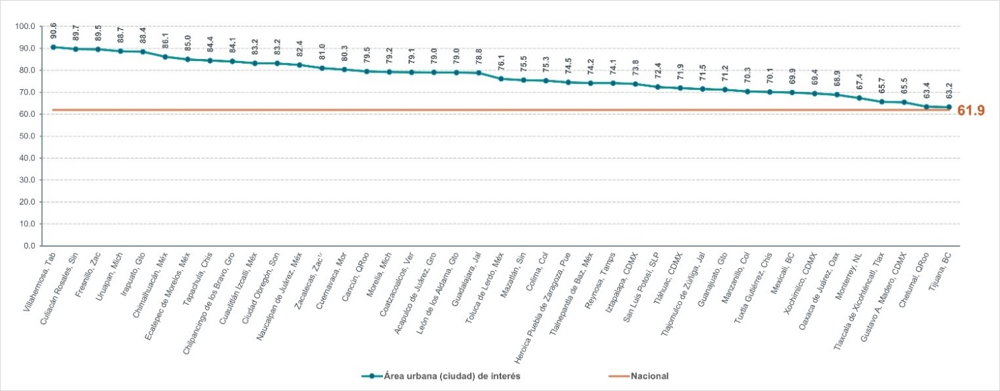 100.0
90.0
80.0
70.0
60.0
50.0
40.0
30.0
20.0
10.0
0.0
90.6
89.7
89.5
88.7
88.4
86.1
85.0
84.4
84.1
83.2
83.2
82.4
81.0
80.3
79.5
79.2
79.1
79.0
79.0
78.8
76.1
75.5
75.3
74.5
74.2
74.1
73.8
72.4
71.9
71.5
71.2
70.3
70.1
69.9
69.4
68.9
67.4
65.7
65.5
63.4
63.2
61.9
Villahermosa, Tab
Culiacán Rosales, Sin
Fresnillo, Zac
Uruapan, Mich
Irapuato, Gto
Chimalhuacán, Méx
Ecatepec de Morelos, Méx
Tapachula, Chis
Chilpancingo de los Bravo, Gro
Cuautitlán Izcalli, Méx
Ciudad Obregón, Son
Naucalpan de Juárez, Méx
Zacatecas, Zac¹/
Cuernavaca, Mor
Cancún, QRoo
Morelia, Mich
Coatzacoalcos, Ver
Acapulco de Juárez, Gro
León de los Aldama, Gto
Guadalajara, Jal
Toluca de Lerdo, Méx
Mazatlán, Sin
Colima, Col
Heroica Puebla de Zaragoza, Pue
Tlalnepantla de Baz, Méx
Reynosa, Tamps
Iztapalapa, CDMX
San Luis Potosí, SLP
Tláhuac, CDMX
Tlajomulco de Zúñiga, Jal
Guanajuato, Gto
Manzanillo, Col
Tuxtla Gutiérrez, Chis
Mexicali, BC
Xochimilco, CDMX
Oaxaca de Juárez, Oax
Monterrey, NL
Tlaxcala de Xicohténcatl, Tlax
Gustavo A. Madero, CDMX
Chetumal, QRoo
Tijuana, BC
Área urbana (ciudad) de interés
Nacional